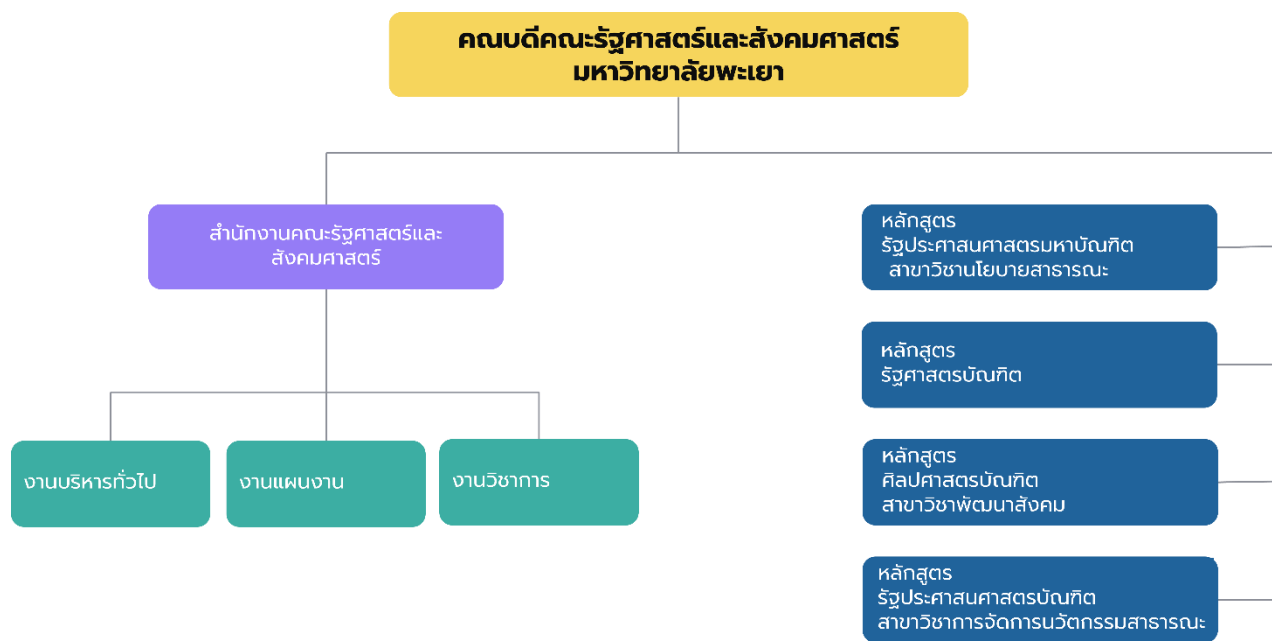 คณบดีคณะรัฐศาสตร์และสังคมศาสตร์
มหาวิทยาลัยพะเยา
สำนักงานคณะรัฐศาสตร์และ
สังคมศาสตร์
งานบริหารทั่วไป
งานแผนงาน
งานวิชาการ
หลักสูตร
รัฐประศาสนศาสตรมหาบัณฑิต
สาขาวิชานโยบายสาธารณะ
หลักสูตร
รัฐศาสตรบัณฑิต
หลักสูตร
ศิลปศาสตรบัณฑิต
สาขาวิชาพัฒนาสังคม
หลักสูตร
รัฐประศาสนศาสตรบัณฑิต
สาขาวิชาการจัดการนวัตกรรมสาธารณะ